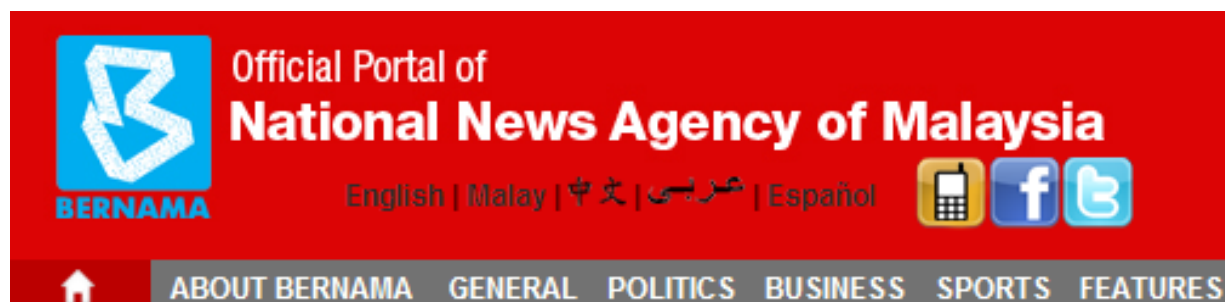 Official Portal of
National News Agency of Malaysia
BERNAMA
English | Malay | 中文 | عربي | Español
ABOUT BERNAMA GENERAL POLITICS BUSINESS SPORTS FEATURES